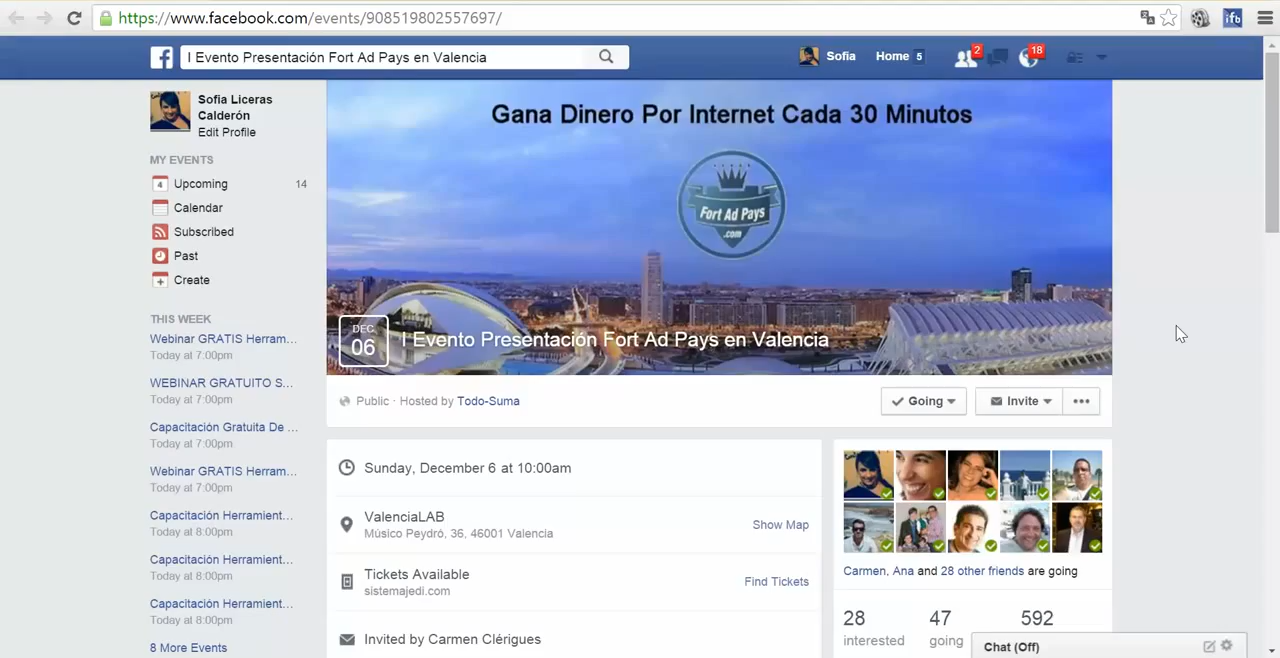 https://www.facebook.com/events/908519802557697/
I Evento Presentación Fort Ad Pays en Valencia
Sofia
Home 5
2
18
Sofia Liceras
Calderón
Edit Profile
MY EVENTS
4 Upcoming 14
Calendar
Subscribed
Past
Create
THIS WEEK
Webinar GRATIS Herram...
Today at 7:00pm
WEBINAR GRATUITO S...
Today at 7:00pm
Capacitación Gratuita De ...
Today at 7:00pm
Webinar GRATIS Herram...
Today at 7:00pm
Capacitación Herramient...
Today at 8:00pm
Capacitación Herramient...
Today at 8:00pm
Capacitación Herramient...
Today at 8:00pm
8 More Events
Gana Dinero Por Internet Cada 30 Minutos
Fort Ad Pays
.com
DEC
06
I Evento Presentación Fort Ad Pays en Valencia
Public · Hosted by Todo-Suma
Going
Invite
Sunday, December 6 at 10:00am
ValenciaLAB
Músico Peydró, 36, 46001 Valencia
Show Map
Tickets Available
sistemajedi.com
Find Tickets
Invited by Carmen Clérigues
Carmen, Ana and 28 other friends are going
28 47 592
interested going
Chat (Off)